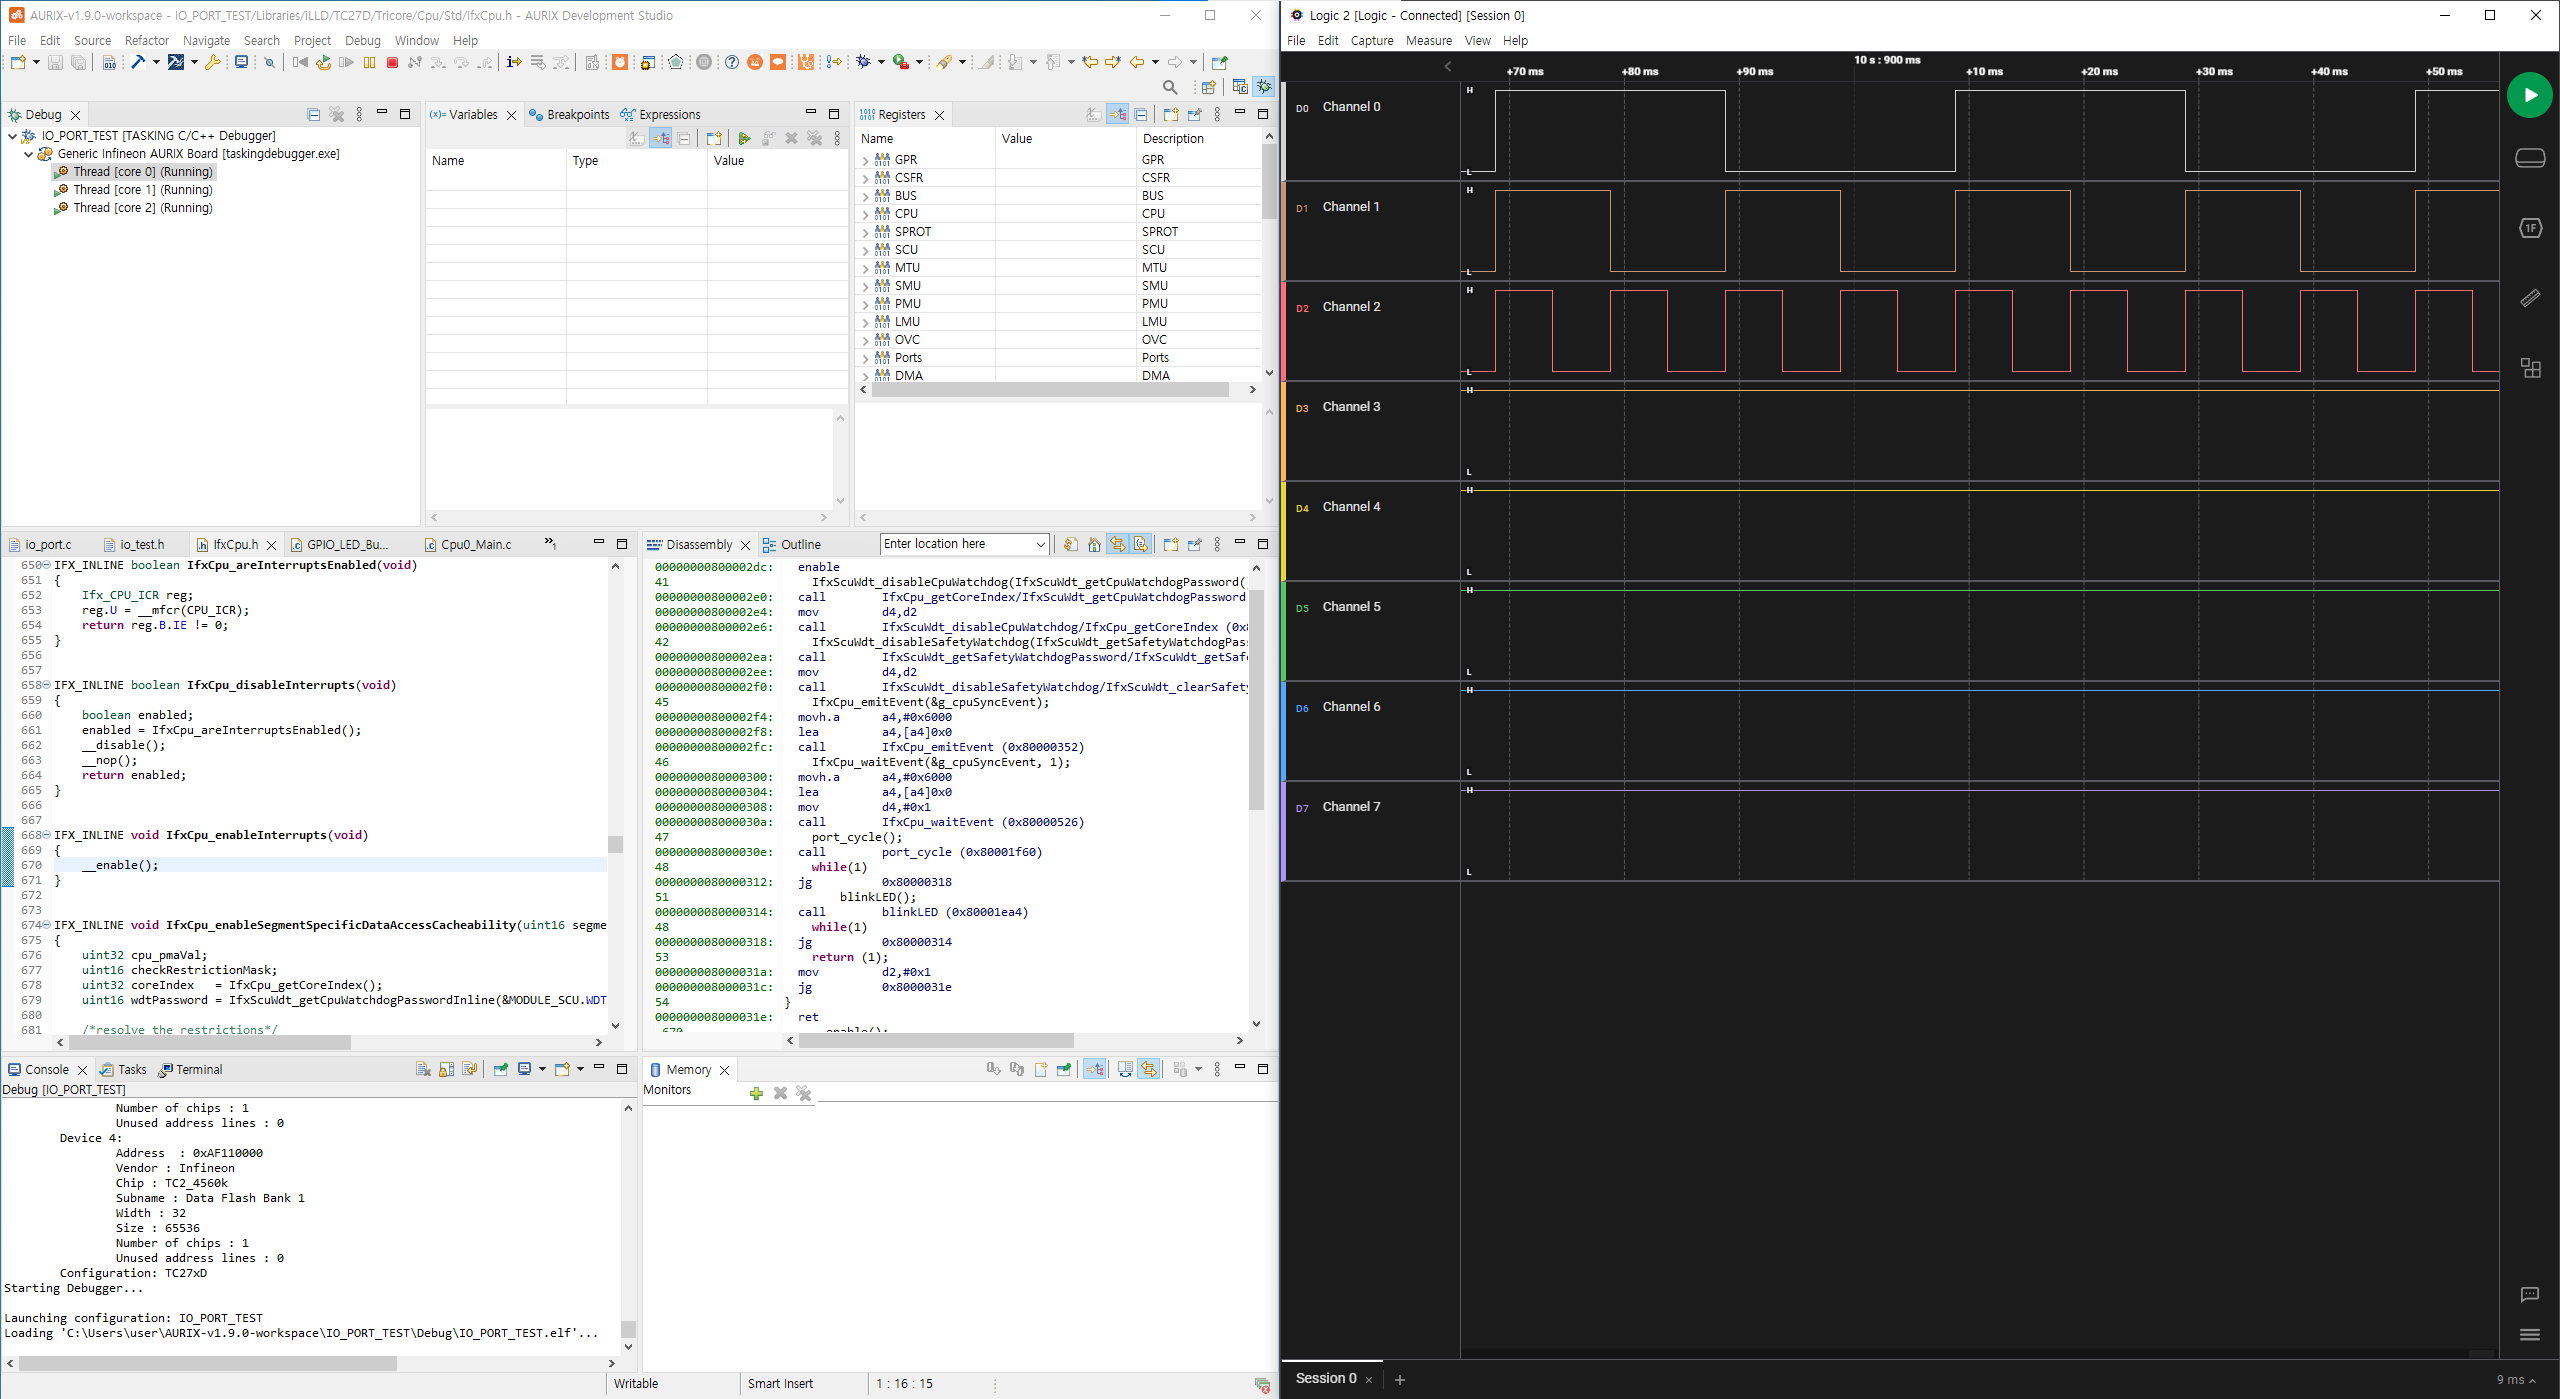 AURIX-v1.9.0-workspace - IO_PORT_TEST/Libraries/iLLD/TC27D/Tricore/Cpu/Std/IfxCpu.h - AURIX Development Studio
File Edit Source Refactor Navigate Search Project Debug Window Help
Debug
IO_PORT_TEST [TASKING C/C++ Debugger]
Generic Infineon AURIX Board [taskingdebugger.exe]
Thread [core 0] (Running)
Thread [core 1] (Running)
Thread [core 2] (Running)
(x)= Variables Breakpoints Expressions
Name Type Value
Registers
Name Value Description
GPR GPR
CSFR CSFR
BUS BUS
CPU CPU
SPROT SPROT
SCU SCU
MTU MTU
SMU SMU
PMU PMU
LMU LMU
OVC OVC
Ports Ports
DMA DMA
io_port.c io_test.h IfxCpu.h GPIO_LED_Bu... Cpu0_Main.c »1
650 IFX_INLINE boolean IfxCpu_areInterruptsEnabled(void)
651 {
652 Ifx_CPU_ICR reg;
653 reg.U = __mfcr(CPU_ICR);
654 return reg.B.IE != 0;
655 }
656
657
658 IFX_INLINE boolean IfxCpu_disableInterrupts(void)
659 {
660 boolean enabled;
661 enabled = IfxCpu_areInterruptsEnabled();
662 __disable();
663 __nop();
664 return enabled;
665 }
666
667
668 IFX_INLINE void IfxCpu_enableInterrupts(void)
669 {
670 __enable();
671 }
672
673
674 IFX_INLINE void IfxCpu_enableSegmentSpecificDataAccessCacheability(uint16 segme
675 {
676 uint32 cpu_pmaVal;
677 uint16 checkRestrictionMask;
678 uint32 coreIndex = IfxCpu_getCoreIndex();
679 uint16 wdtPassword = IfxScuWdt_getCpuWatchdogPasswordInline(&MODULE_SCU.WDT
680
681 /*resolve the restrictions*/
Disassembly Outline Enter location here
00000000800002dc: enable
41 IfxScuWdt_disableCpuWatchdog(IfxScuWdt_getCpuWatchdogPassword(
00000000800002e0: call IfxCpu_getCoreIndex/IfxScuWdt_getCpuWatchdogPassword
00000000800002e4: mov d4,d2
00000000800002e6: call IfxScuWdt_disableCpuWatchdog/IfxCpu_getCoreIndex (0x
42 IfxScuWdt_disableSafetyWatchdog(IfxScuWdt_getSafetyWatchdogPas
00000000800002ea: call IfxScuWdt_getSafetyWatchdogPassword/IfxScuWdt_getSaf
00000000800002ee: mov d4,d2
00000000800002f0: call IfxScuWdt_disableSafetyWatchdog/IfxScuWdt_clearSafety
45 IfxCpu_emitEvent(&g_cpuSyncEvent);
00000000800002f4: movh.a a4,#0x6000
00000000800002f8: lea a4,[a4]0x0
00000000800002fc: call IfxCpu_emitEvent (0x80000352)
46 IfxCpu_waitEvent(&g_cpuSyncEvent, 1);
0000000080000300: movh.a a4,#0x6000
0000000080000304: lea a4,[a4]0x0
0000000080000308: mov d4,#0x1
000000008000030a: call IfxCpu_waitEvent (0x80000526)
47 port_cycle();
000000008000030e: call port_cycle (0x80001f60)
48 while(1)
0000000080000312: jg 0x80000318
51 blinkLED();
0000000080000314: call blinkLED (0x80001ea4)
48 while(1)
0000000080000318: jg 0x80000314
53 return (1);
000000008000031a: mov d2,#0x1
000000008000031c: jg 0x8000031e
54 }
000000008000031e: ret
670 __enable();
Console Tasks Terminal
Debug [IO_PORT_TEST]
Number of chips : 1
Unused address lines : 0
Device 4:
Address : 0xAF110000
Vendor : Infineon
Chip : TC2_4560k
Subname : Data Flash Bank 1
Width : 32
Size : 65536
Number of chips : 1
Unused address lines : 0
Configuration: TC27xD
Starting Debugger...
Launching configuration: IO_PORT_TEST
Loading 'C:\Users\user\AURIX-v1.9.0-workspace\IO_PORT_TEST\Debug\IO_PORT_TEST.elf'...
Memory
Monitors
Writable Smart Insert 1 : 16 : 15
Logic 2 [Logic - Connected] [Session 0]
File Edit Capture Measure View Help
10 s : 900 ms
+70 ms +80 ms +90 ms +10 ms +20 ms +30 ms +40 ms +50 ms
D0 Channel 0 H L
D1 Channel 1 H L
D2 Channel 2 H L
D3 Channel 3 H L
D4 Channel 4 H L
D5 Channel 5 H L
D6 Channel 6 H L
D7 Channel 7 H L
1F
Session 0 +
9 ms